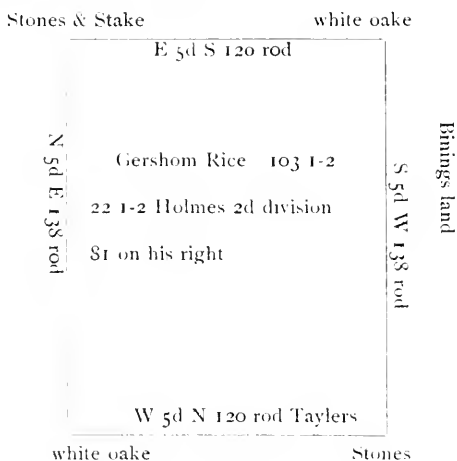 Stones & Stake white oake
E 5d S 120 rod
N 5d E 138 rod
Gershom Rice 103 1-2
22 1-2 Holmes 2d division
81 on his right
S 5d W 138 rod
Binings land
W 5d N 120 rod Taylers
white oake Stones